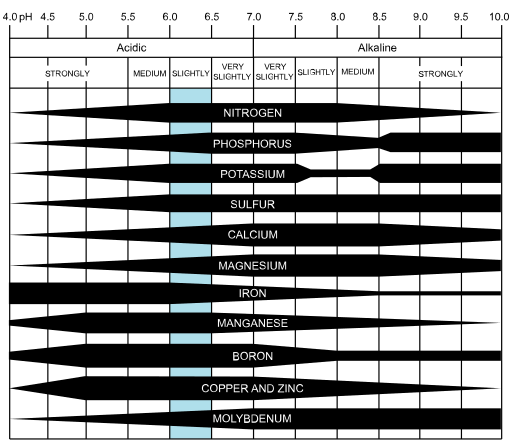 4.0 pH 4.5 5.0 5.5 6.0 6.5 7.0 7.5 8.0 8.5 9.0 9.5 10.0
Acidic Alkaline
STRONGLY MEDIUM SLIGHTLY VERY SLIGHTLY VERY SLIGHTLY SLIGHTLY MEDIUM STRONGLY
NITROGEN
PHOSPHORUS
POTASSIUM
SULFUR
CALCIUM
MAGNESIUM
IRON
MANGANESE
BORON
COPPER AND ZINC
MOLYBDENUM